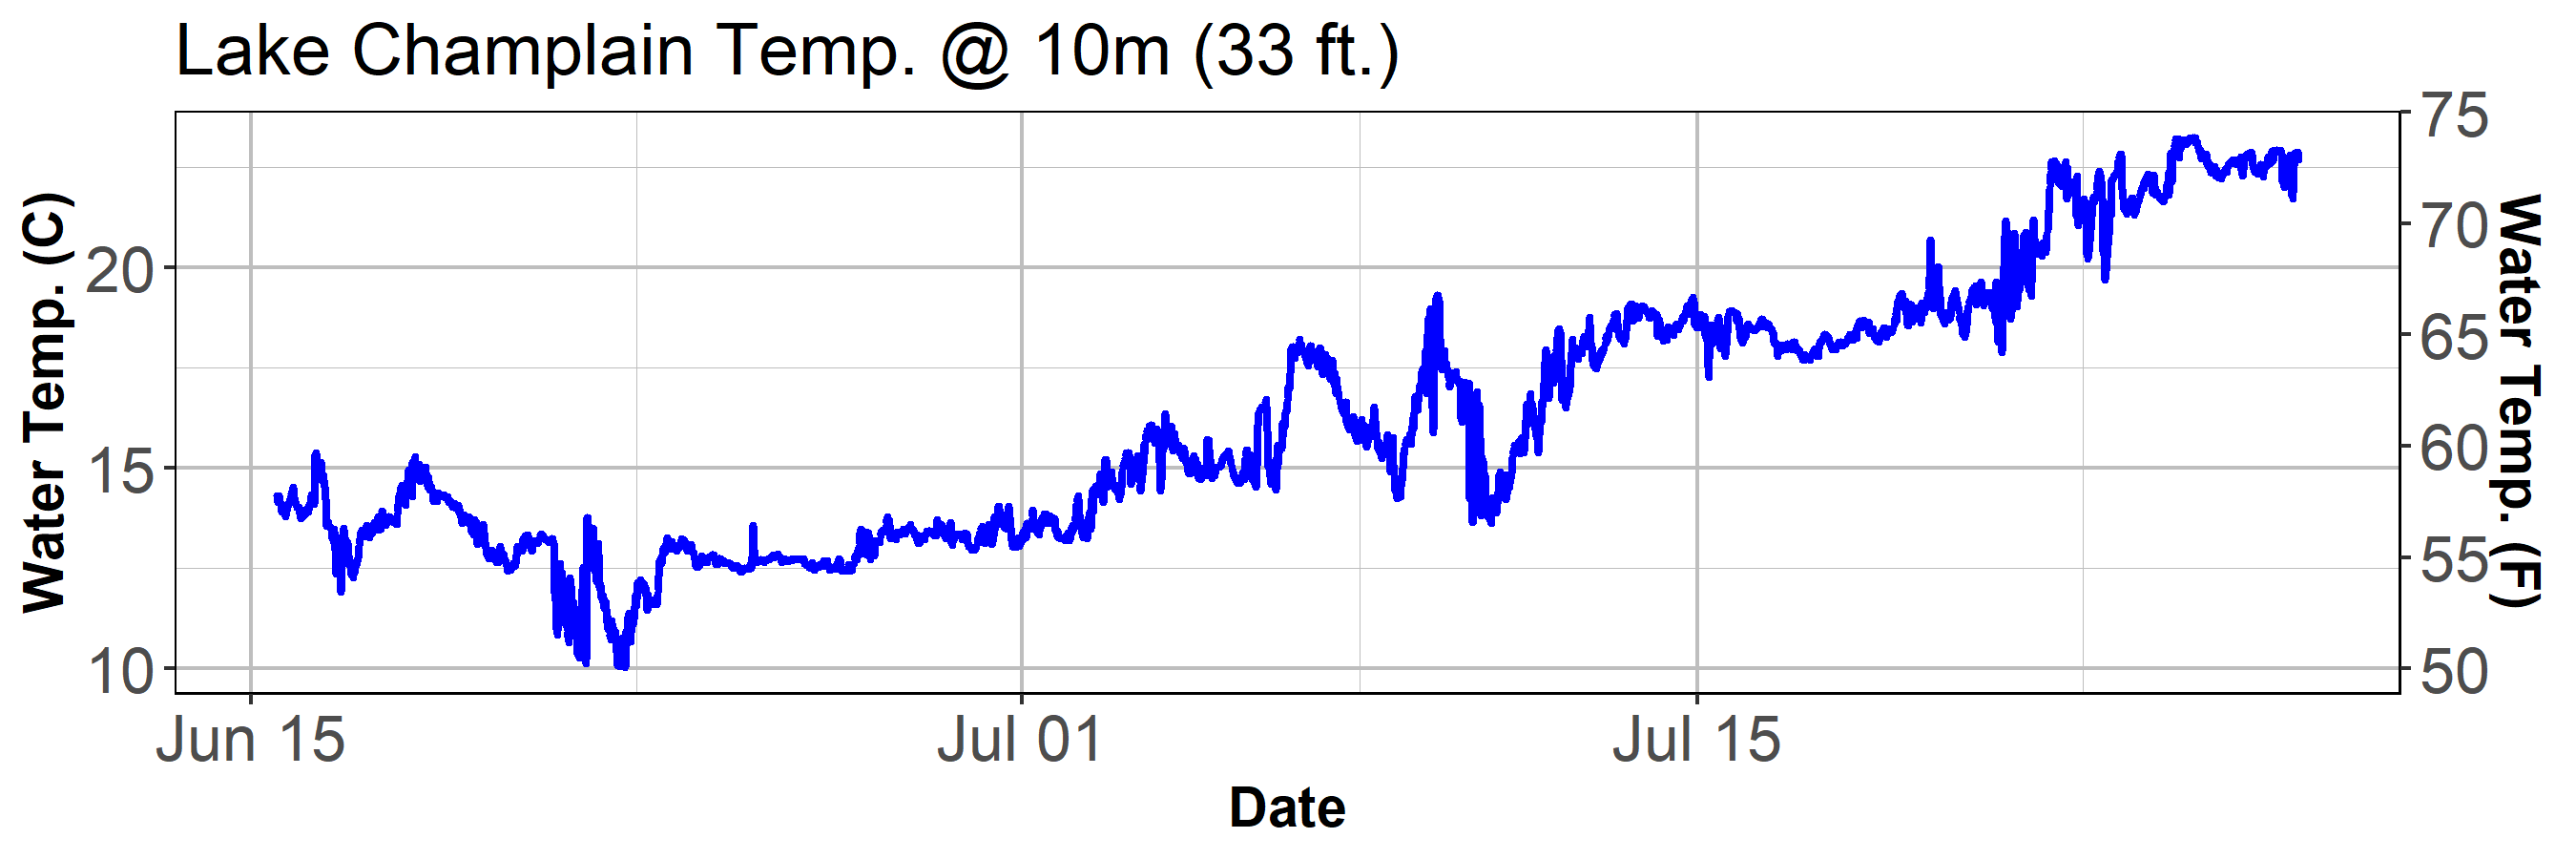 Lake Champlain Temp. @ 10m (33 ft.)
Water Temp. (C)
20
15
10
75
70
65
60
55
50
Water Temp. (F)
Jun 15
Jul 01
Jul 15
Date